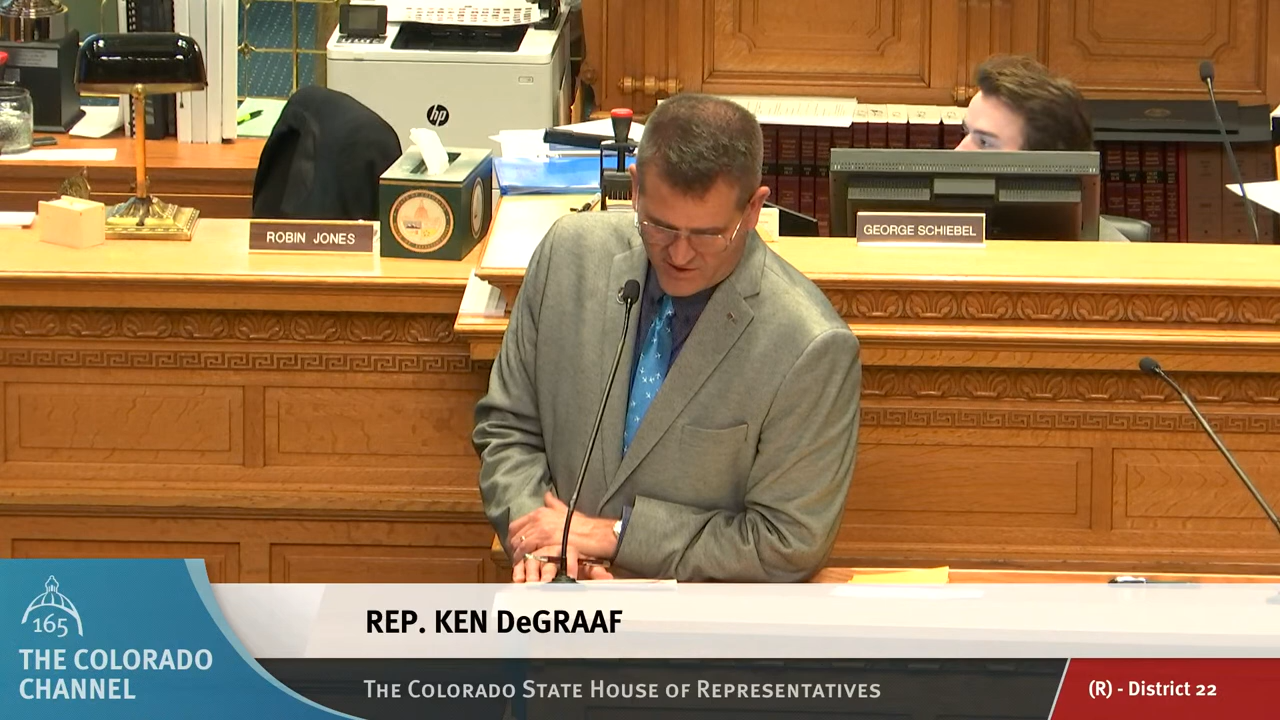 hp
ROBIN JONES
GEORGE SCHIEBEL
165
THE COLORADO
CHANNEL
REP. KEN DeGRAAF
THE COLORADO STATE HOUSE OF REPRESENTATIVES
(R) - District 22